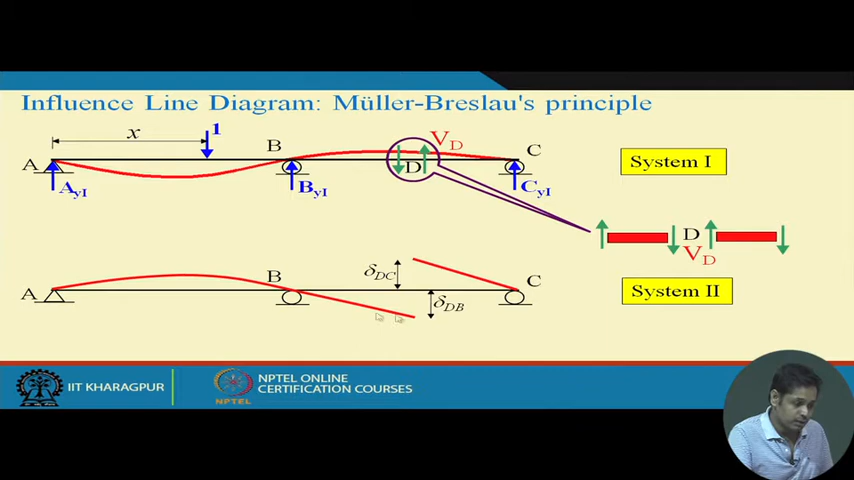 Influence Line Diagram: Müller-Breslau's principle
x
1
A
B
C
D
V_D
A_yI
B_yI
C_yI
System I
D
V_D
A
B
C
δ_DC
δ_DB
System II
IIT KHARAGPUR
NPTEL
NPTEL ONLINE
CERTIFICATION COURSES